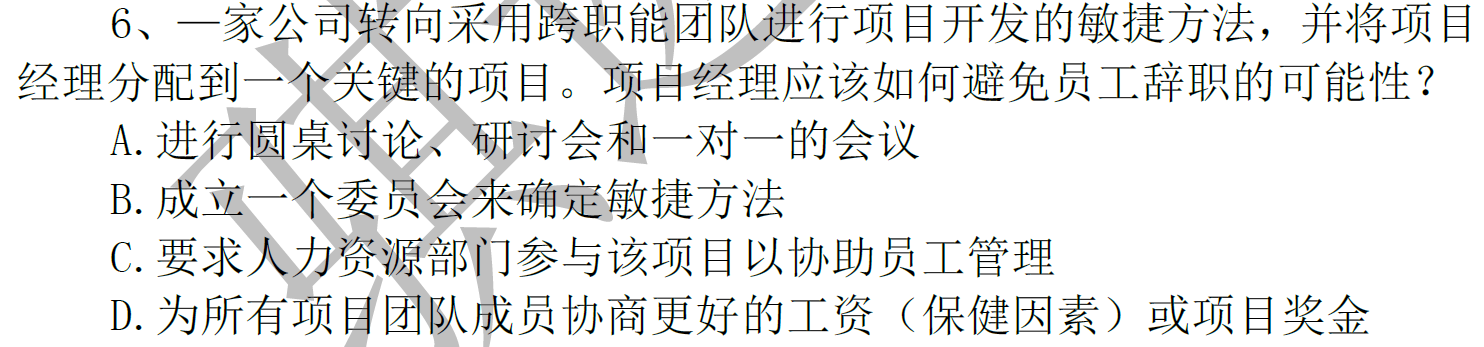 6、一家公司转向采用跨职能团队进行项目开发的敏捷方法，并将项目
经理分配到一个关键的项目。项目经理应该如何避免员工辞职的可能性？
A.进行圆桌讨论、研讨会和一对一的会议
B.成立一个委员会来确定敏捷方法
C.要求人力资源部门参与该项目以协助员工管理
D.为所有项目团队成员协商更好的工资（保健因素）或项目奖金